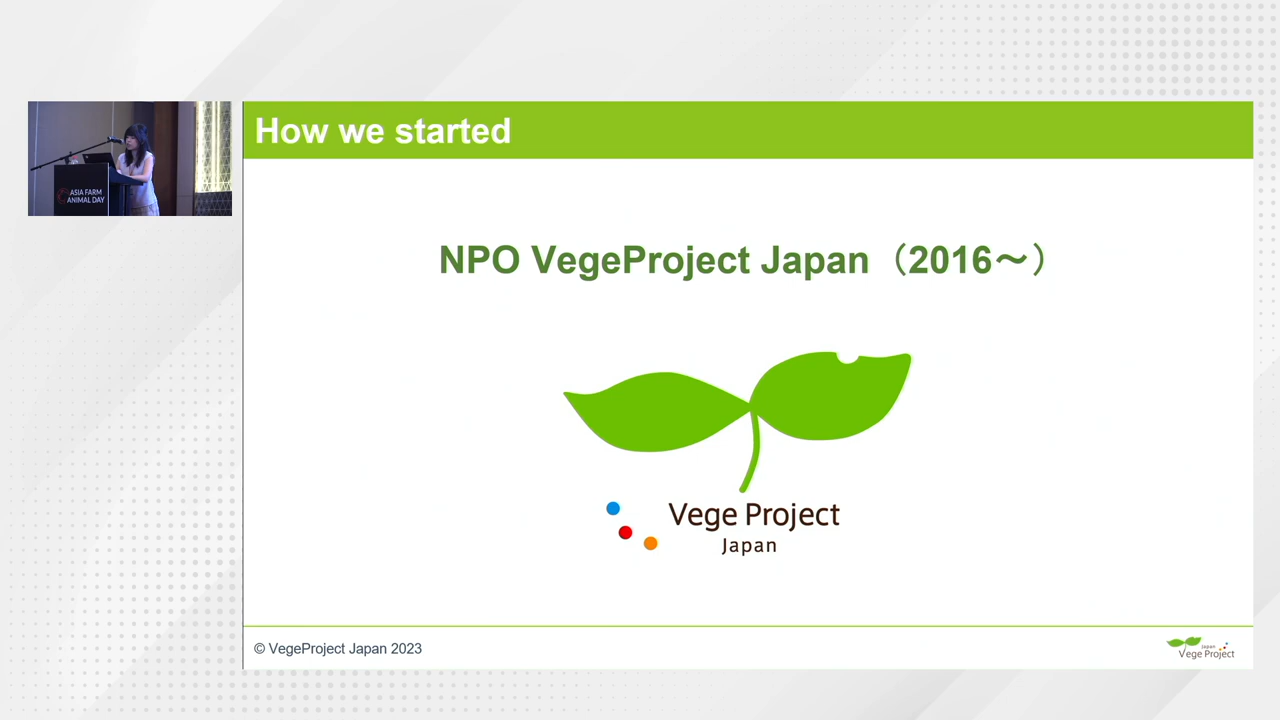 How we started
ASIA FARM
ANIMAL DAY
NPO VegeProject Japan（2016～）
Vege Project
Japan
© VegeProject Japan 2023
Japan
Vege Project